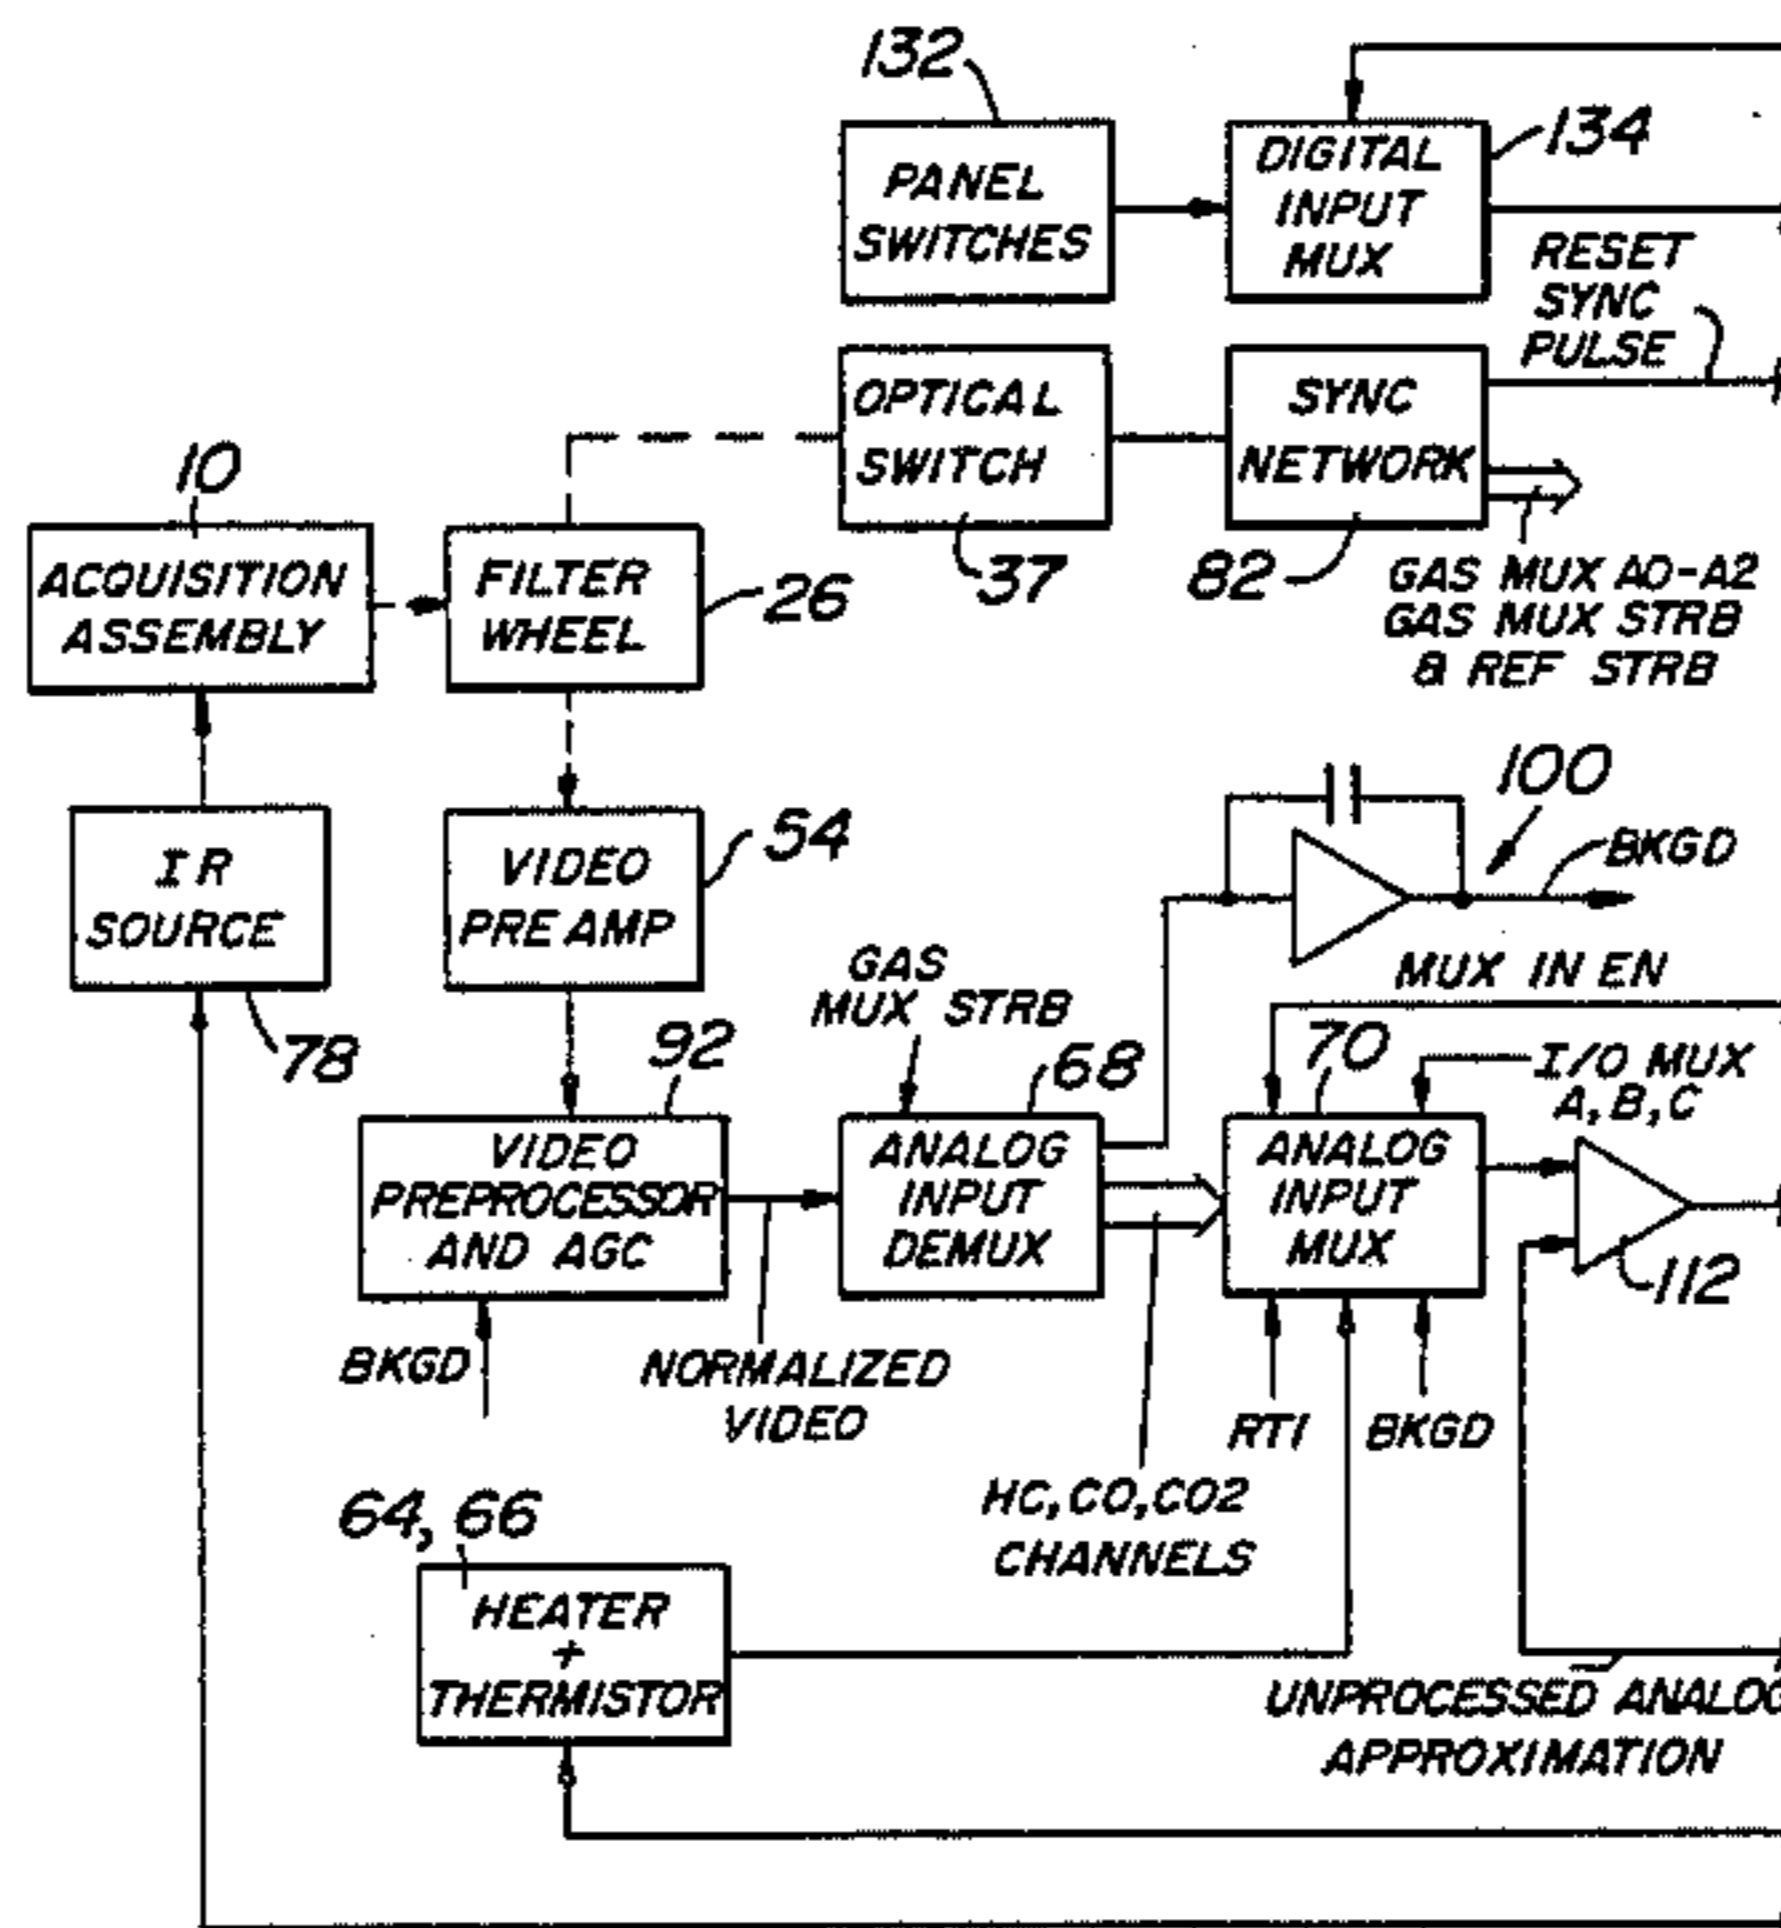 132
PANEL
SWITCHES
DIGITAL
INPUT
MUX
134
RESET
SYNC
PULSE
OPTICAL
SWITCH
37
SYNC
NETWORK
82
GAS MUX A0-A2
GAS MUX STRB
& REF STRB
10
ACQUISITION
ASSEMBLY
FILTER
WHEEL
26
IR
SOURCE
78
VIDEO
PREAMP
54
100
BKGD
MUX IN EN
GAS
MUX STRB
92
VIDEO
PREPROCESSOR
AND AGC
68
ANALOG
INPUT
DEMUX
70
ANALOG
INPUT
MUX
I/O MUX
A,B,C
112
BKGD
NORMALIZED
VIDEO
RTI
BKGD
HC,CO,CO2
CHANNELS
64, 66
HEATER
+
THERMISTOR
UNPROCESSED ANALOG
APPROXIMATION